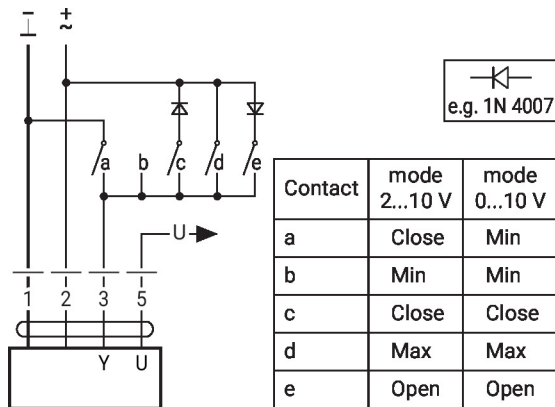 e.g. 1N 4007
a b c d e
U
1 2 3 5
Y U
Contact mode 2...10 V mode 0...10 V
a Close Min
b Min Min
c Close Close
d Max Max
e Open Open